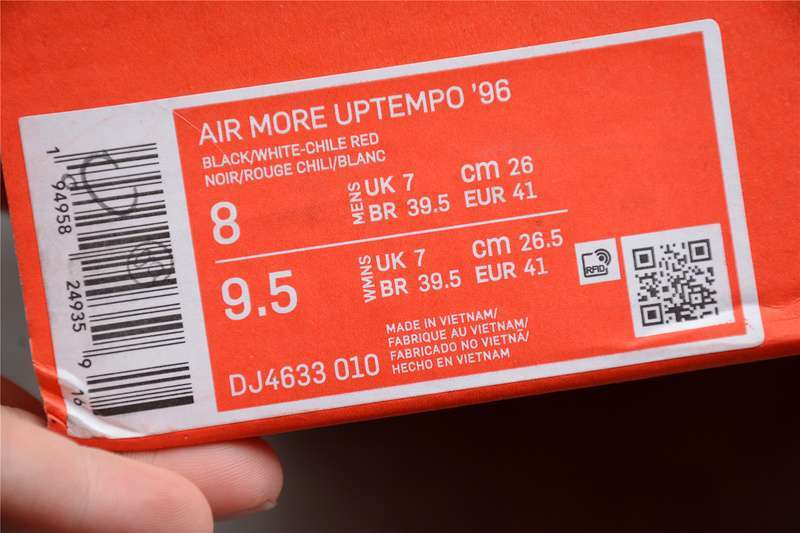 AIR MORE UPTEMPO '96
BLACK/WHITE-CHILE RED
NOIR/ROUGE CHILI/BLANC
8
MENS
UK 7 cm 26
BR 39.5 EUR 41
9.5
WMNS
UK 7 cm 26.5
BR 39.5 EUR 41
RFID
MADE IN VIETNAM/
FABRIQUE AU VIETNAM/
FABRICADO NO VIETNÃ/
HECHO EN VIETNAM
DJ4633 010
1 94958 24935 9